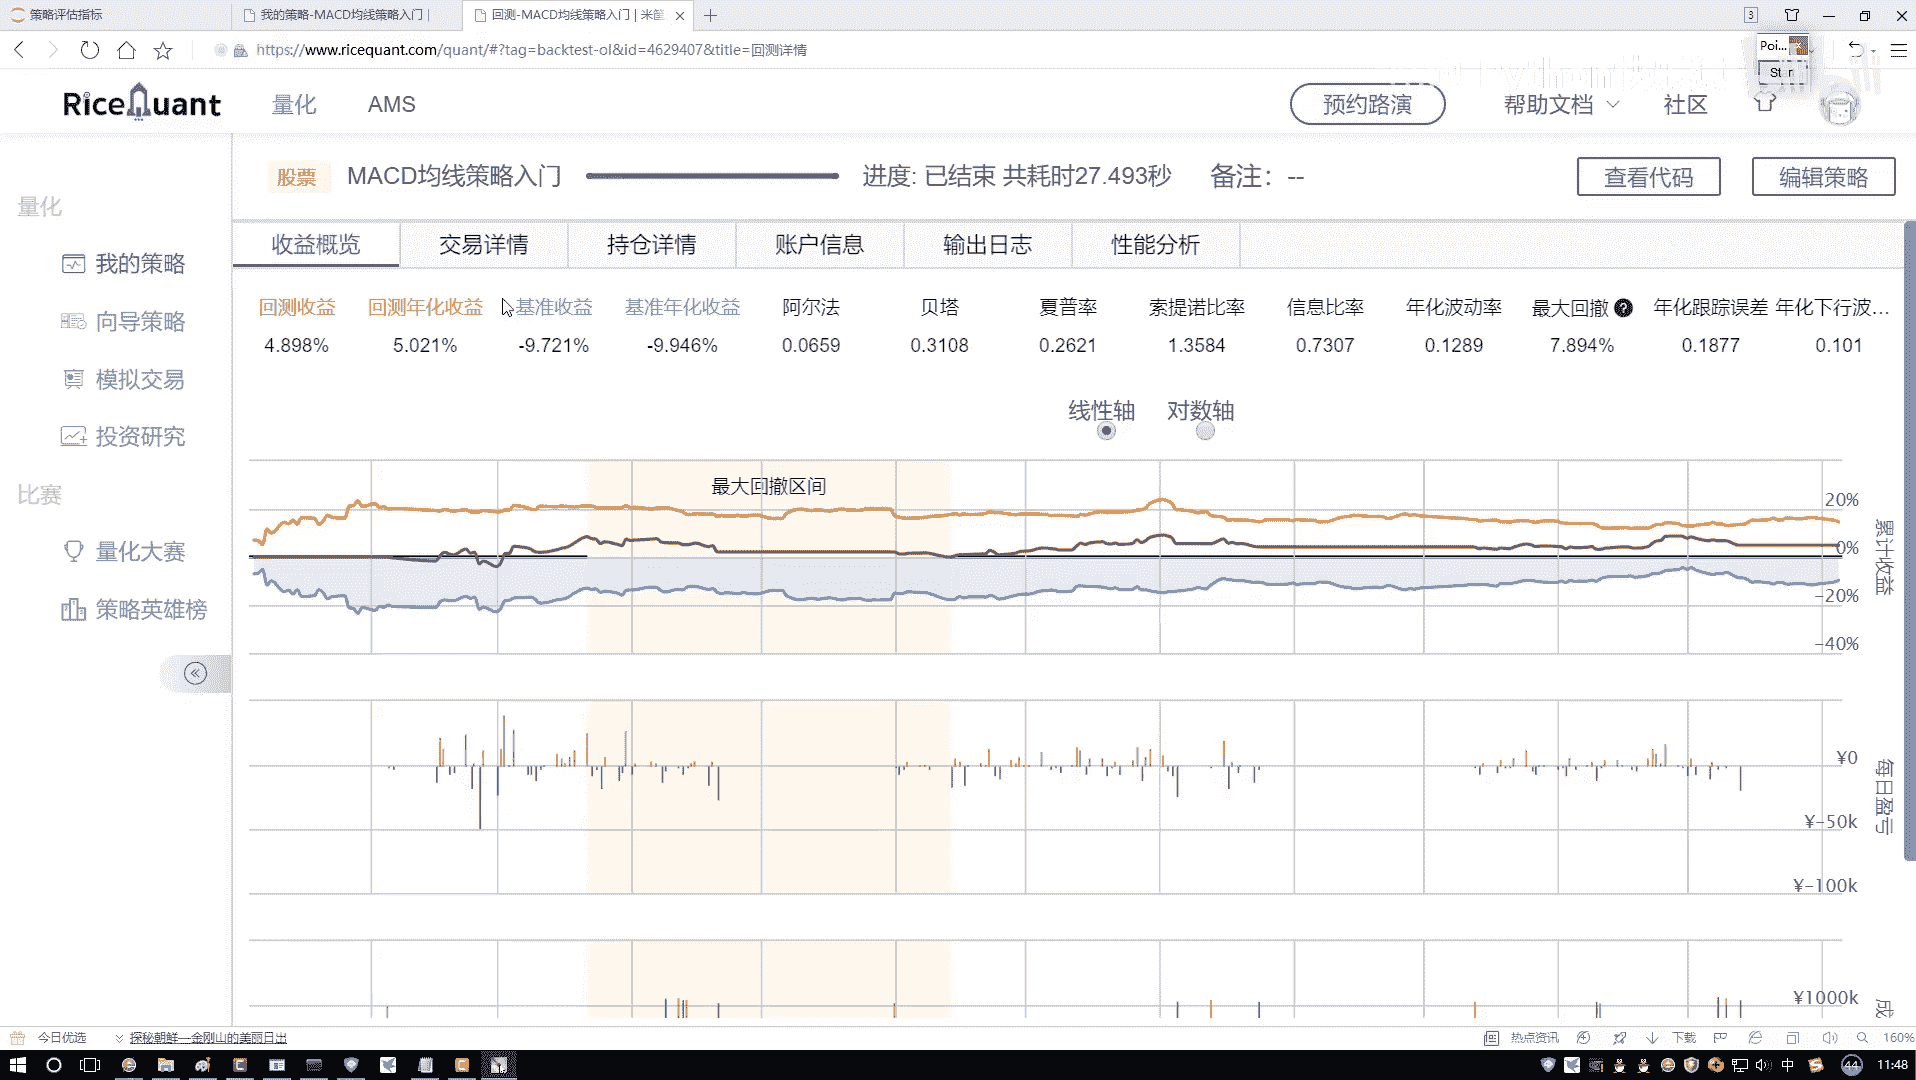 策略评估指标
我的策略-MACD均线策略入门 |
回测-MACD均线策略入门 | 米筐
3
https://www.ricequant.com/quant/#?tag=backtest-ol&id=4629407&title=回测详情
Poi...
Star
RiceQuant
量化
AMS
预约路演
帮助文档
社区
股票
MACD均线策略入门
进度: 已结束 共耗时27.493秒
备注: --
查看代码
编辑策略
量化
我的策略
向导策略
模拟交易
投资研究
比赛
量化大赛
策略英雄榜
收益概览
交易详情
持仓详情
账户信息
输出日志
性能分析
回测收益 回测年化收益 基准收益 基准年化收益 阿尔法 贝塔 夏普率 索提诺比率 信息比率 年化波动率 最大回撤 ? 年化跟踪误差 年化下行波...
4.898% 5.021% -9.721% -9.946% 0.0659 0.3108 0.2621 1.3584 0.7307 0.1289 7.894% 0.1877 0.101
线性轴
对数轴
最大回撤区间
20%
0%
-20%
-40%
累计收益
¥0
¥-50k
¥-100k
每日盈亏
¥1000k
成
今日优选
探秘朝鲜—金刚山的美丽日出
热点资讯
下载
160%
中
44
11:48